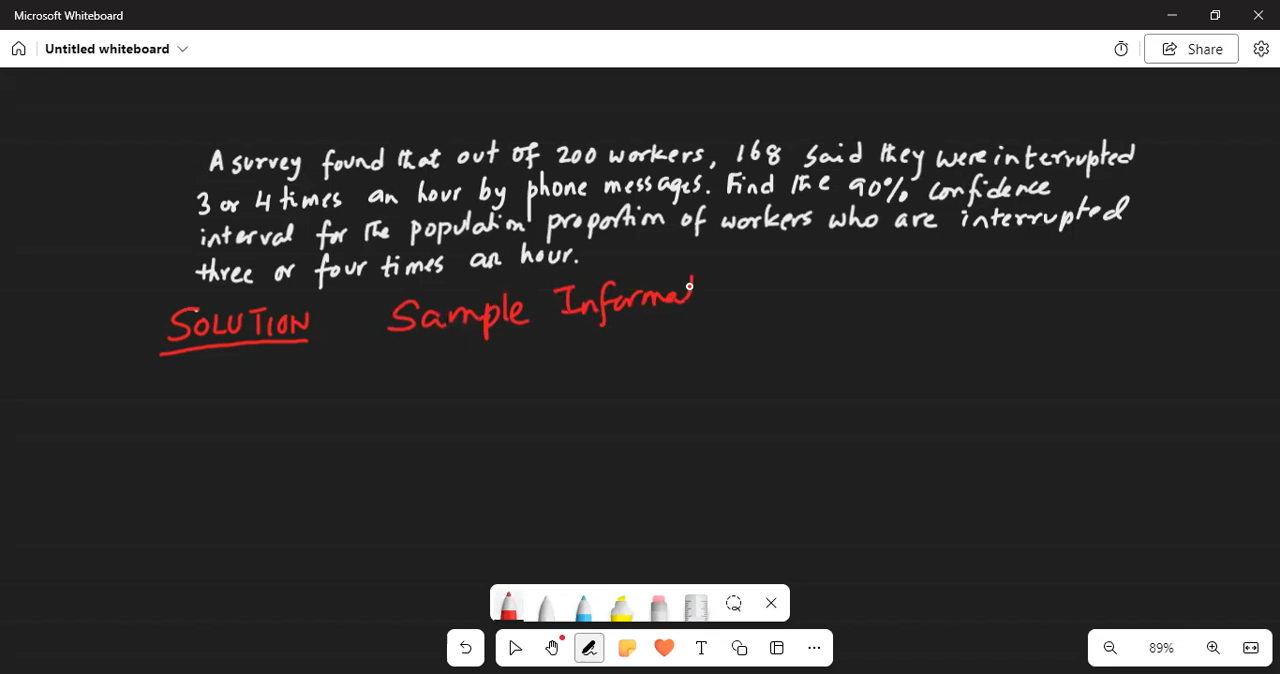 Microsoft Whiteboard
Untitled whiteboard
Share
A survey found that out of 200 workers, 168 said they were interrupted
3 or 4 times an hour by phone messages. Find the 90% confidence
interval for the population proportion of workers who are interrupted
three or four times an hour.
SOLUTION Sample Informat
89%